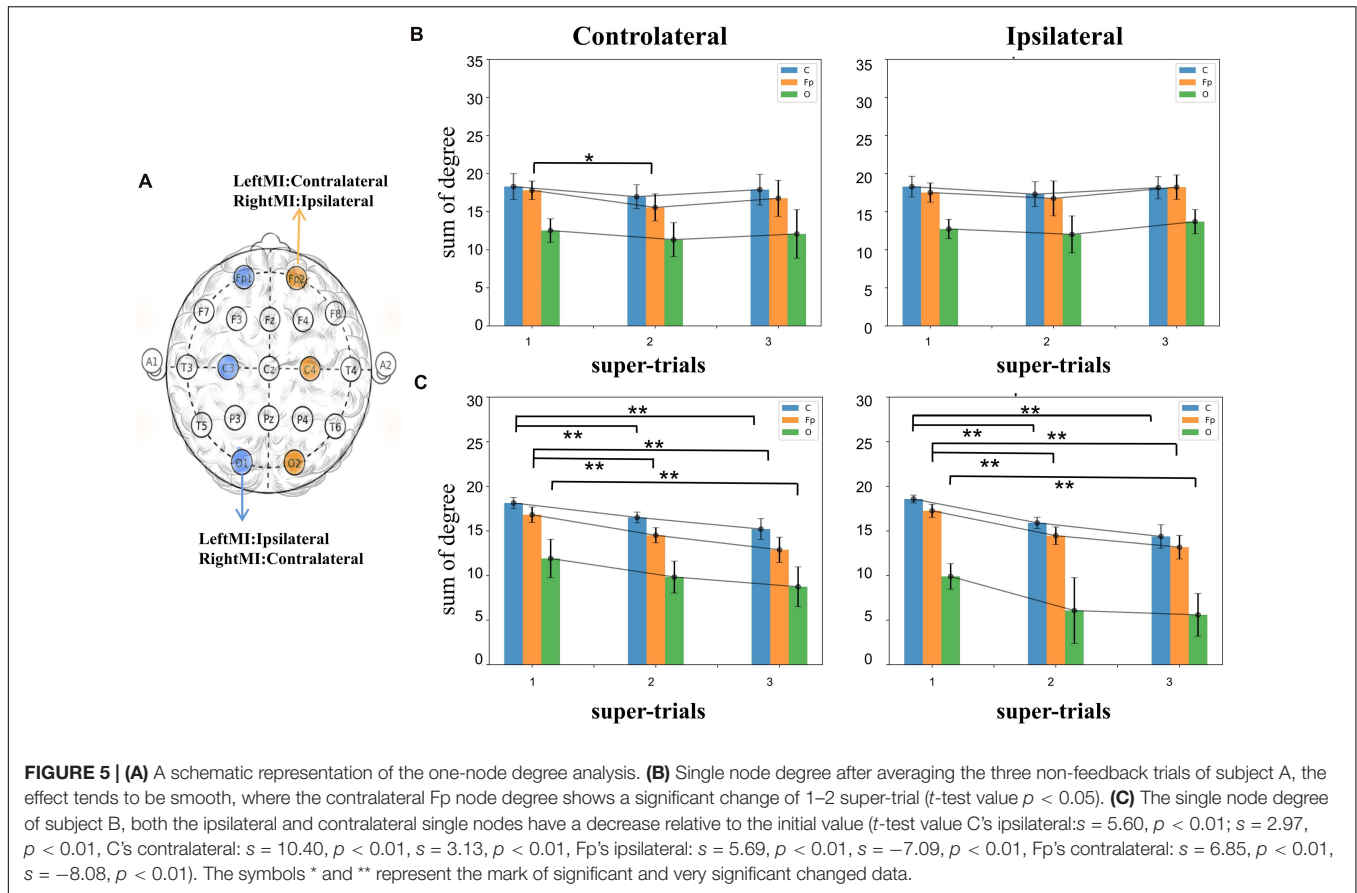 A
LeftMI:Contralateral
RightMI:Ipsilateral
Fp1 Fp2
F7 F3 Fz F4 F8
A1 T3 C3 Cz C4 T4 A2
T5 P3 Pz P4 T6
O1 O2
LeftMI:Ipsilateral
RightMI:Contralateral
B
Controlateral
35
30
25
20
15
10
5
0
sum of degree
C
Fp
O
*
1 2 3
super-trials
Ipsilateral
35
30
25
20
15
10
5
0
C
Fp
O
1 2 3
super-trials
C
30
25
20
15
10
5
0
sum of degree
C
Fp
O
**
**
**
**
**
1 2 3
super-trials
30
25
20
15
10
5
0
C
Fp
O
**
**
**
**
**
1 2 3
super-trials
FIGURE 5 | (A) A schematic representation of the one-node degree analysis. (B) Single node degree after averaging the three non-feedback trials of subject A, the
effect tends to be smooth, where the contralateral Fp node degree shows a significant change of 1–2 super-trial (t-test value p < 0.05). (C) The single node degree
of subject B, both the ipsilateral and contralateral single nodes have a decrease relative to the initial value (t-test value C's ipsilateral:s = 5.60, p < 0.01; s = 2.97,
p < 0.01, C's contralateral: s = 10.40, p < 0.01, s = 3.13, p < 0.01, Fp's ipsilateral: s = 5.69, p < 0.01, s = −7.09, p < 0.01, Fp's contralateral: s = 6.85, p < 0.01,
s = −8.08, p < 0.01). The symbols * and ** represent the mark of significant and very significant changed data.